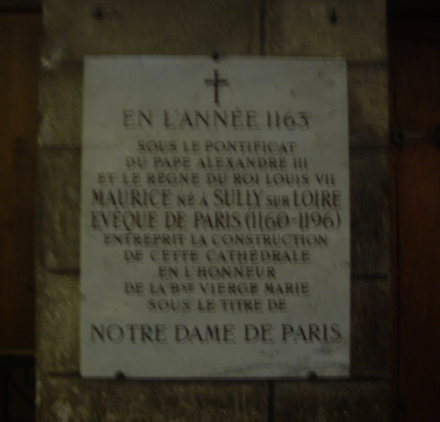 EN L'ANNÉE 1163
SOUS LE PONTIFICAT
DU PAPE ALEXANDRE III
ET LE RÈGNE DU ROI LOUIS VII
MAURICE NÉ À SULLY SUR LOIRE
EVÊQUE DE PARIS (1160-1196)
ENTREPRIT LA CONSTRUCTION
DE CETTE CATHÉDRALE
EN L'HONNEUR
DE LA BSE VIERGE MARIE
SOUS LE TITRE DE
NOTRE DAME DE PARIS